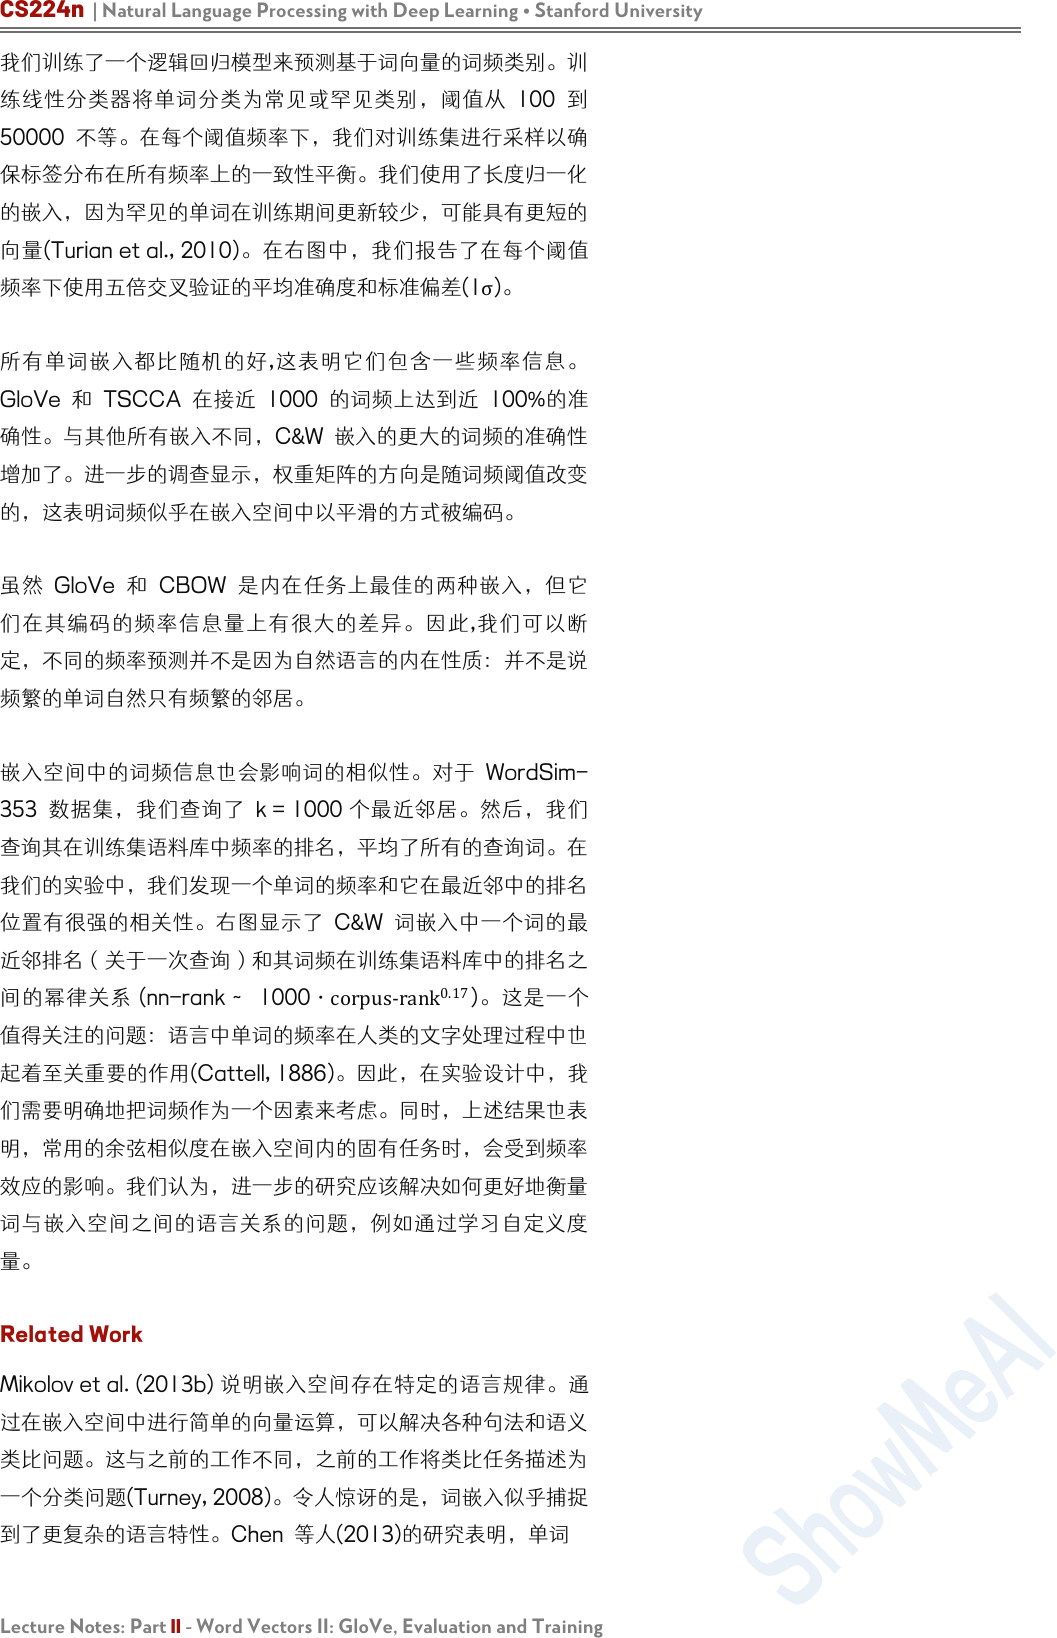 CS224n | Natural Language Processing with Deep Learning • Stanford University
我们训练了一个逻辑回归模型来预测基于词向量的词频类别。训
练线性分类器将单词分类为常见或罕见类别，阈值从 100 到
50000 不等。在每个阈值频率下，我们对训练集进行采样以确
保标签分布在所有频率上的一致性平衡。我们使用了长度归一化
的嵌入，因为罕见的单词在训练期间更新较少，可能具有更短的
向量(Turian et al., 2010)。在右图中，我们报告了在每个阈值
频率下使用五倍交叉验证的平均准确度和标准偏差(1σ)。
所有单词嵌入都比随机的好,这表明它们包含一些频率信息。
GloVe 和 TSCCA 在接近 1000 的词频上达到近 100%的准
确性。与其他所有嵌入不同，C&W 嵌入的更大的词频的准确性
增加了。进一步的调查显示，权重矩阵的方向是随词频阈值改变
的，这表明词频似乎在嵌入空间中以平滑的方式被编码。
虽然 GloVe 和 CBOW 是内在任务上最佳的两种嵌入，但它
们在其编码的频率信息量上有很大的差异。因此,我们可以断
定，不同的频率预测并不是因为自然语言的内在性质：并不是说
频繁的单词自然只有频繁的邻居。
嵌入空间中的词频信息也会影响词的相似性。对于 WordSim-
353 数据集，我们查询了 k = 1000 个最近邻居。然后，我们
查询其在训练集语料库中频率的排名，平均了所有的查询词。在
我们的实验中，我们发现一个单词的频率和它在最近邻中的排名
位置有很强的相关性。右图显示了 C&W 词嵌入中一个词的最
近邻排名（关于一次查询）和其词频在训练集语料库中的排名之
间的幂律关系 (nn-rank ~ 1000 · corpus-rank^0.17)。这是一个
值得关注的问题：语言中单词的频率在人类的文字处理过程中也
起着至关重要的作用(Cattell, 1886)。因此，在实验设计中，我
们需要明确地把词频作为一个因素来考虑。同时，上述结果也表
明，常用的余弦相似度在嵌入空间内的固有任务时，会受到频率
效应的影响。我们认为，进一步的研究应该解决如何更好地衡量
词与嵌入空间之间的语言关系的问题，例如通过学习自定义度
量。
Related Work
Mikolov et al. (2013b) 说明嵌入空间存在特定的语言规律。通
过在嵌入空间中进行简单的向量运算，可以解决各种句法和语义
类比问题。这与之前的工作不同，之前的工作将类比任务描述为
一个分类问题(Turney, 2008)。令人惊讶的是，词嵌入似乎捕捉
到了更复杂的语言特性。Chen 等人(2013)的研究表明，单词
ShowMeAI
Lecture Notes: Part II - Word Vectors II: GloVe, Evaluation and Training